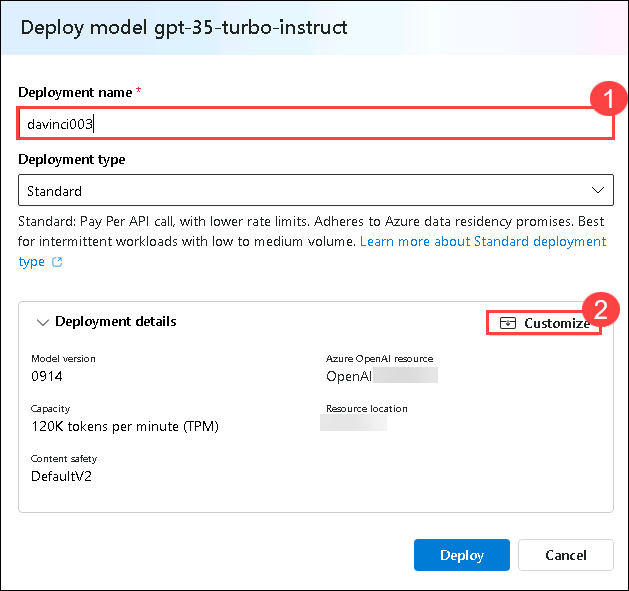 Deploy model gpt-35-turbo-instruct
Deployment name *
1
davinci003
Deployment type
Standard
Standard: Pay Per API call, with lower rate limits. Adheres to Azure data residency promises. Best
for intermittent workloads with low to medium volume. Learn more about Standard deployment
type
2
Deployment details
Customize
Model version
Azure OpenAI resource
0914
OpenAI
Capacity
Resource location
120K tokens per minute (TPM)
Content safety
DefaultV2
Deploy
Cancel